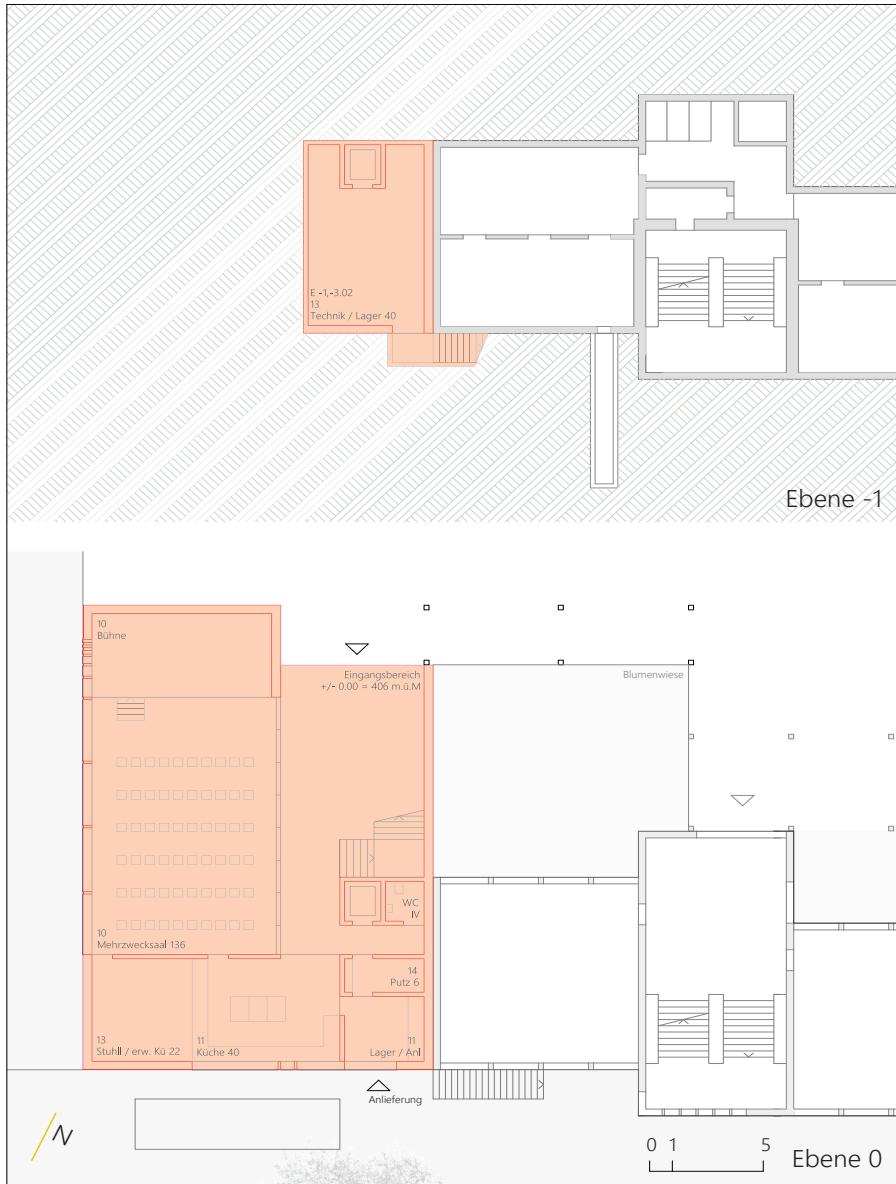 E -1,-3.02
13
Technik / Lager 40
Ebene -1
10
Bühne
Eingangsbereich
+/- 0.00 = 406 m.ü.M
Blumenwiese
WC
IV
10
Mehrzwecksaal 136
14
Putz 6
13
Stuhll / erw. Kü 22
11
Küche 40
11
Lager / Anl
Anlieferung
N
0 1 5
Ebene 0